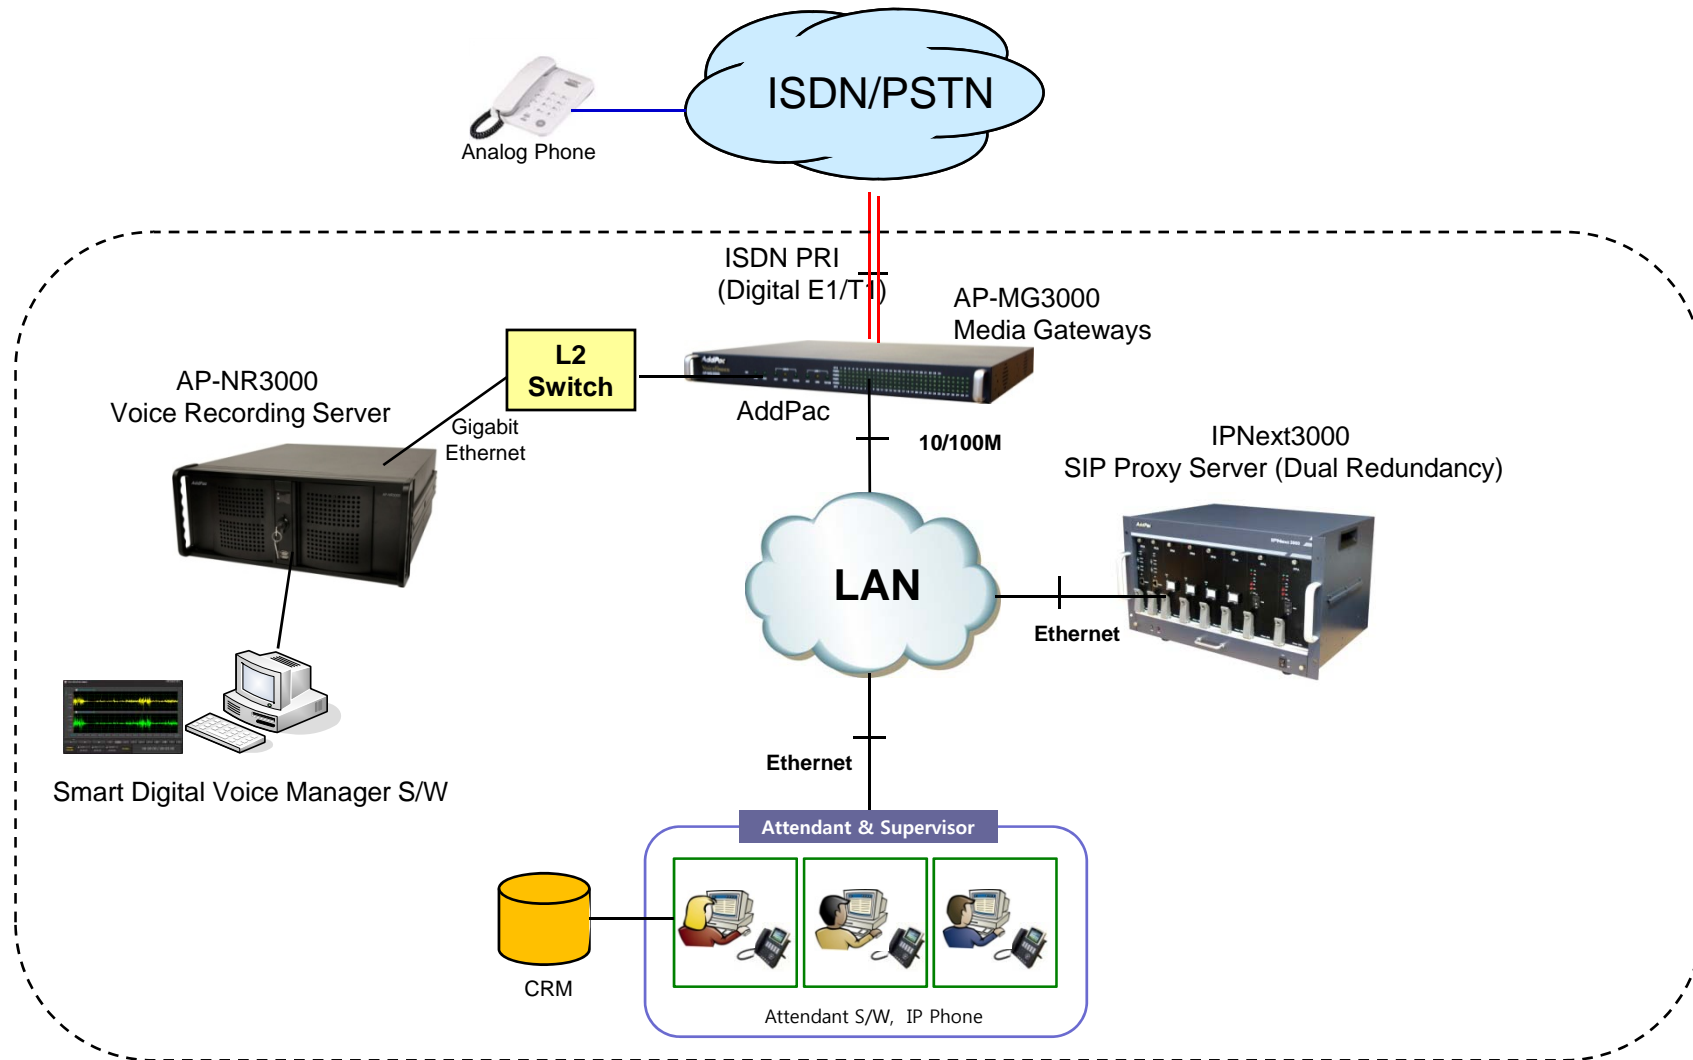 ISDN/PSTN
Analog Phone
ISDN PRI
(Digital E1/T1)
AP-MG3000
Media Gateways
L2
Switch
AddPac
AP-NR3000
Voice Recording Server
AddPac
Gigabit
Ethernet
10/100M
IPNext3000
SIP Proxy Server (Dual Redundancy)
AddPac
LAN
Ethernet
Smart Digital Voice Manager S/W
Ethernet
Attendant & Supervisor
CRM
Attendant S/W, IP Phone